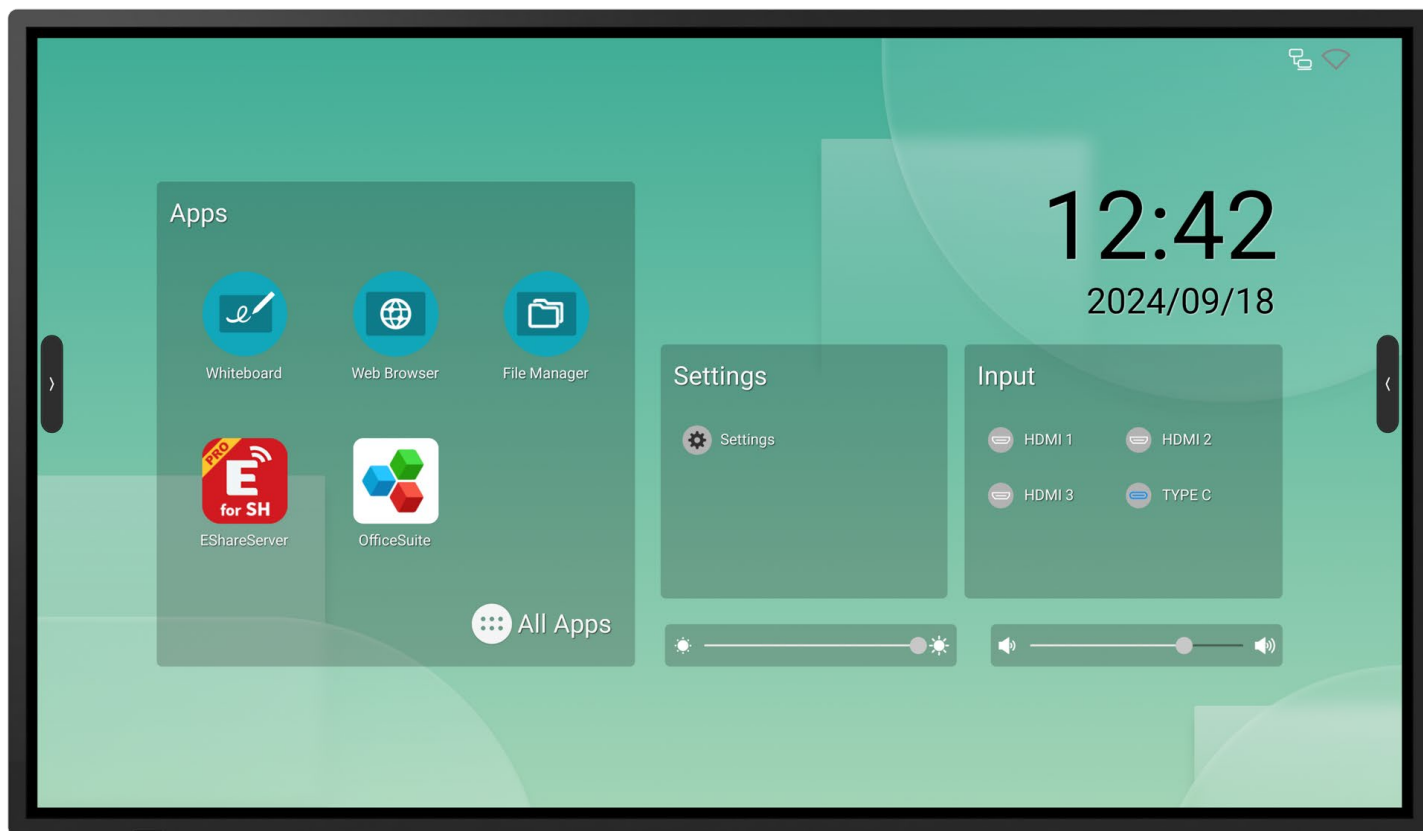 12:42
2024/09/18
Apps
Whiteboard
Web Browser
File Manager
PRO
E
for SH
EShareServer
OfficeSuite
All Apps
Settings
Settings
Input
HDMI 1
HDMI 2
HDMI 3
TYPE C